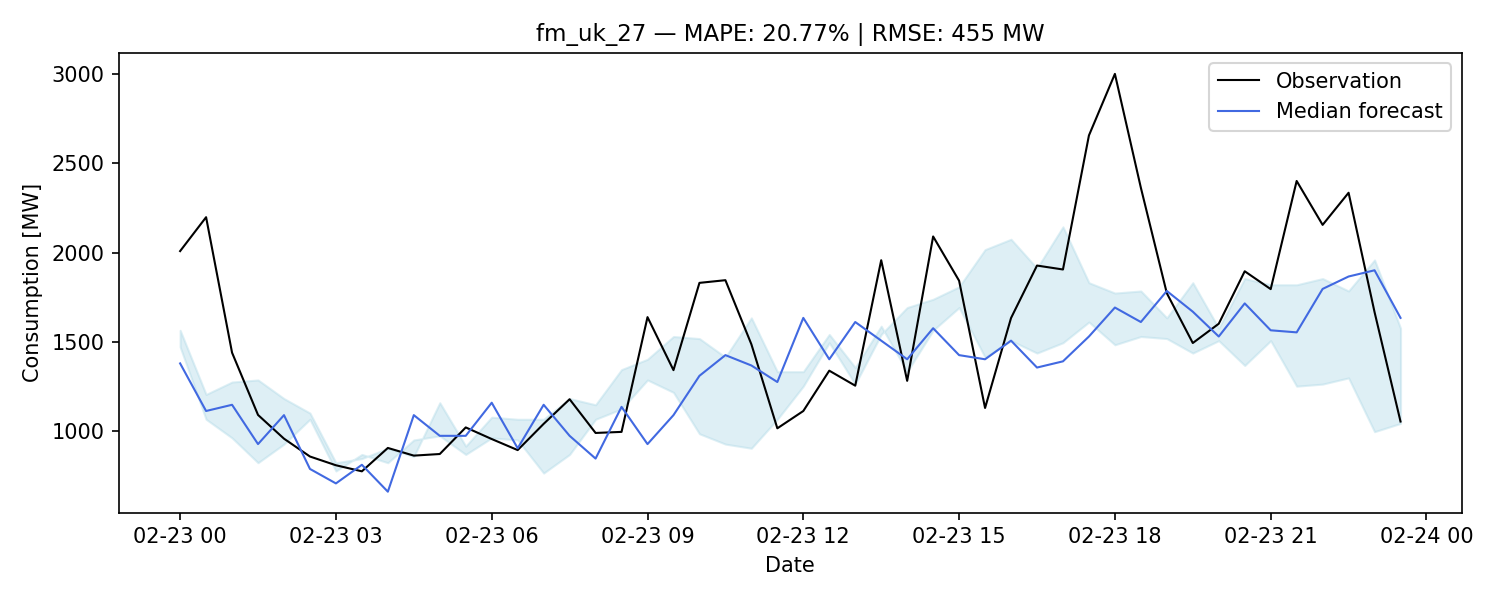 fm_uk_27 — MAPE: 20.77% | RMSE: 455 MW
Observation
Median forecast
Consumption [MW]
3000
2500
2000
1500
1000
02-23 00 02-23 03 02-23 06 02-23 09 02-23 12 02-23 15 02-23 18 02-23 21 02-24 00
Date